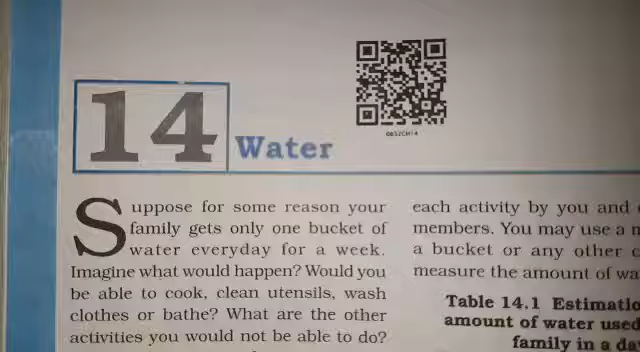 14
Water
0652CH14
Suppose for some reason your
family gets only one bucket of
water everyday for a week.
Imagine what would happen? Would you
be able to cook, clean utensils, wash
clothes or bathe? What are the other
activities you would not be able to do?
each activity by you and
members. You may use a
a bucket or any other
measure the amount of
Table 14.1
amount of water used
family in a